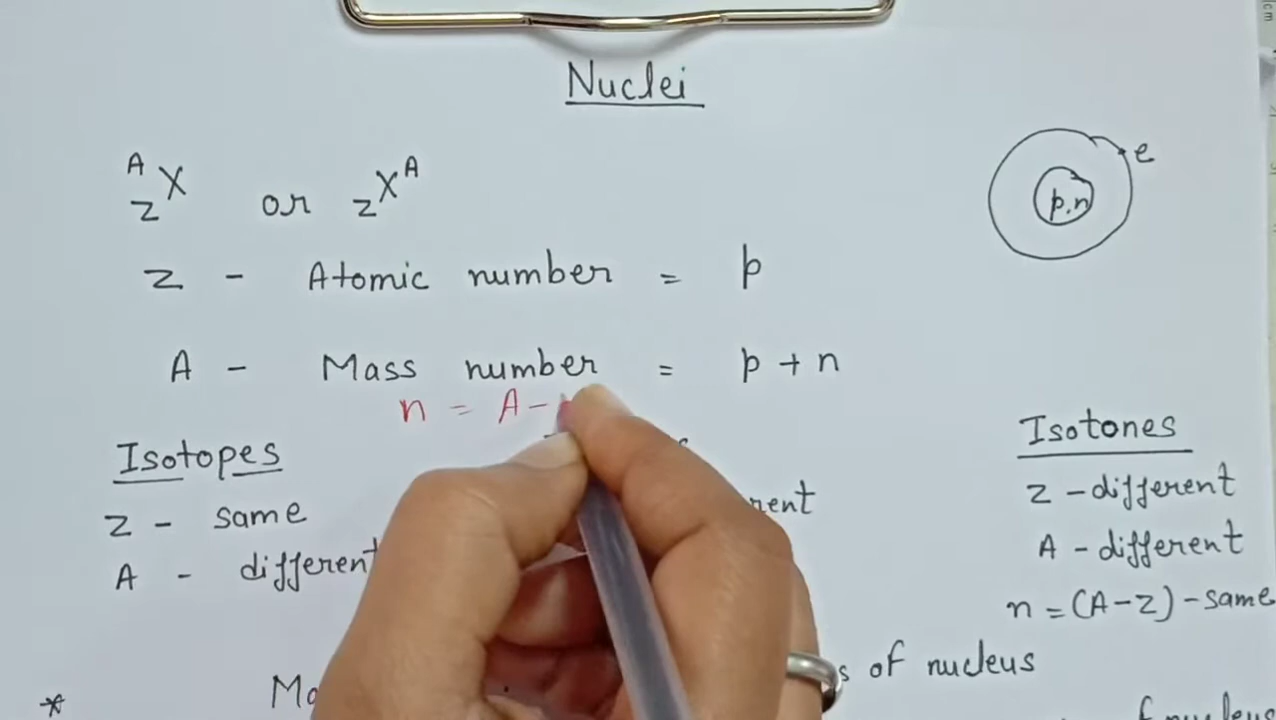 Nuclei
A
Z X or Z X A
e
p.n
Z - Atomic number = p
A - Mass number = p + n
n = A -
Isotopes
Z - same
A - different
Isotones
Z - different
A - different
n = (A-Z) - same
of nucleus
*